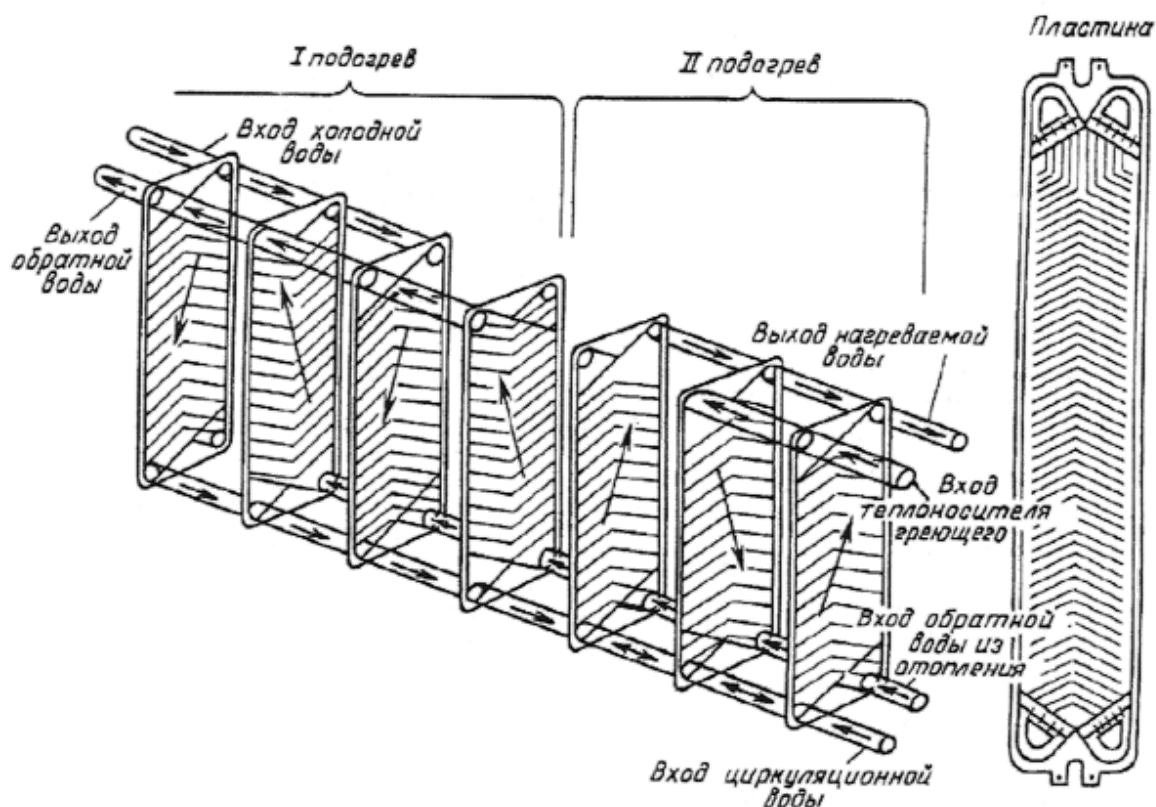 Пластина
I подогрев
II подогрев
Вход холодной
воды
Выход
обратной
воды
Выход нагреваемой
воды
Вход
теплоносителя
греющего
Вход обратной
воды из
отопления
Вход циркуляционной
воды